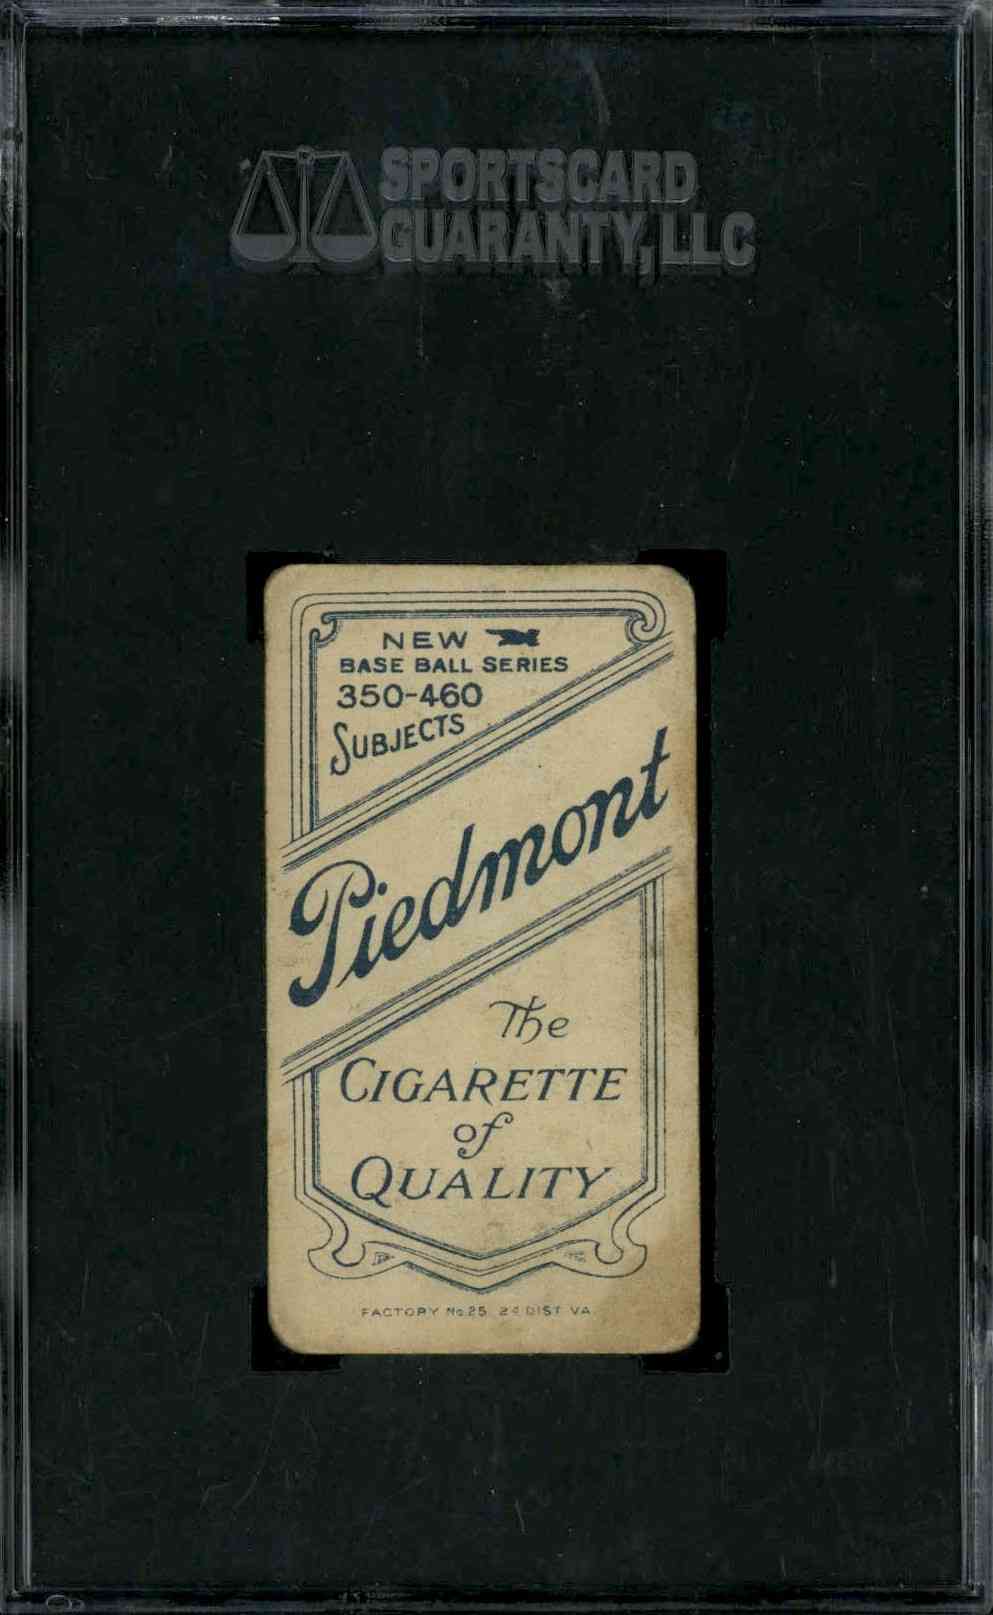 SPORTSCARD
GUARANTY, LLC
NEW
BASE BALL SERIES
350-460
SUBJECTS
Piedmont
The
CIGARETTE
of
QUALITY
FACTORY No 25, 2d DIST VA.